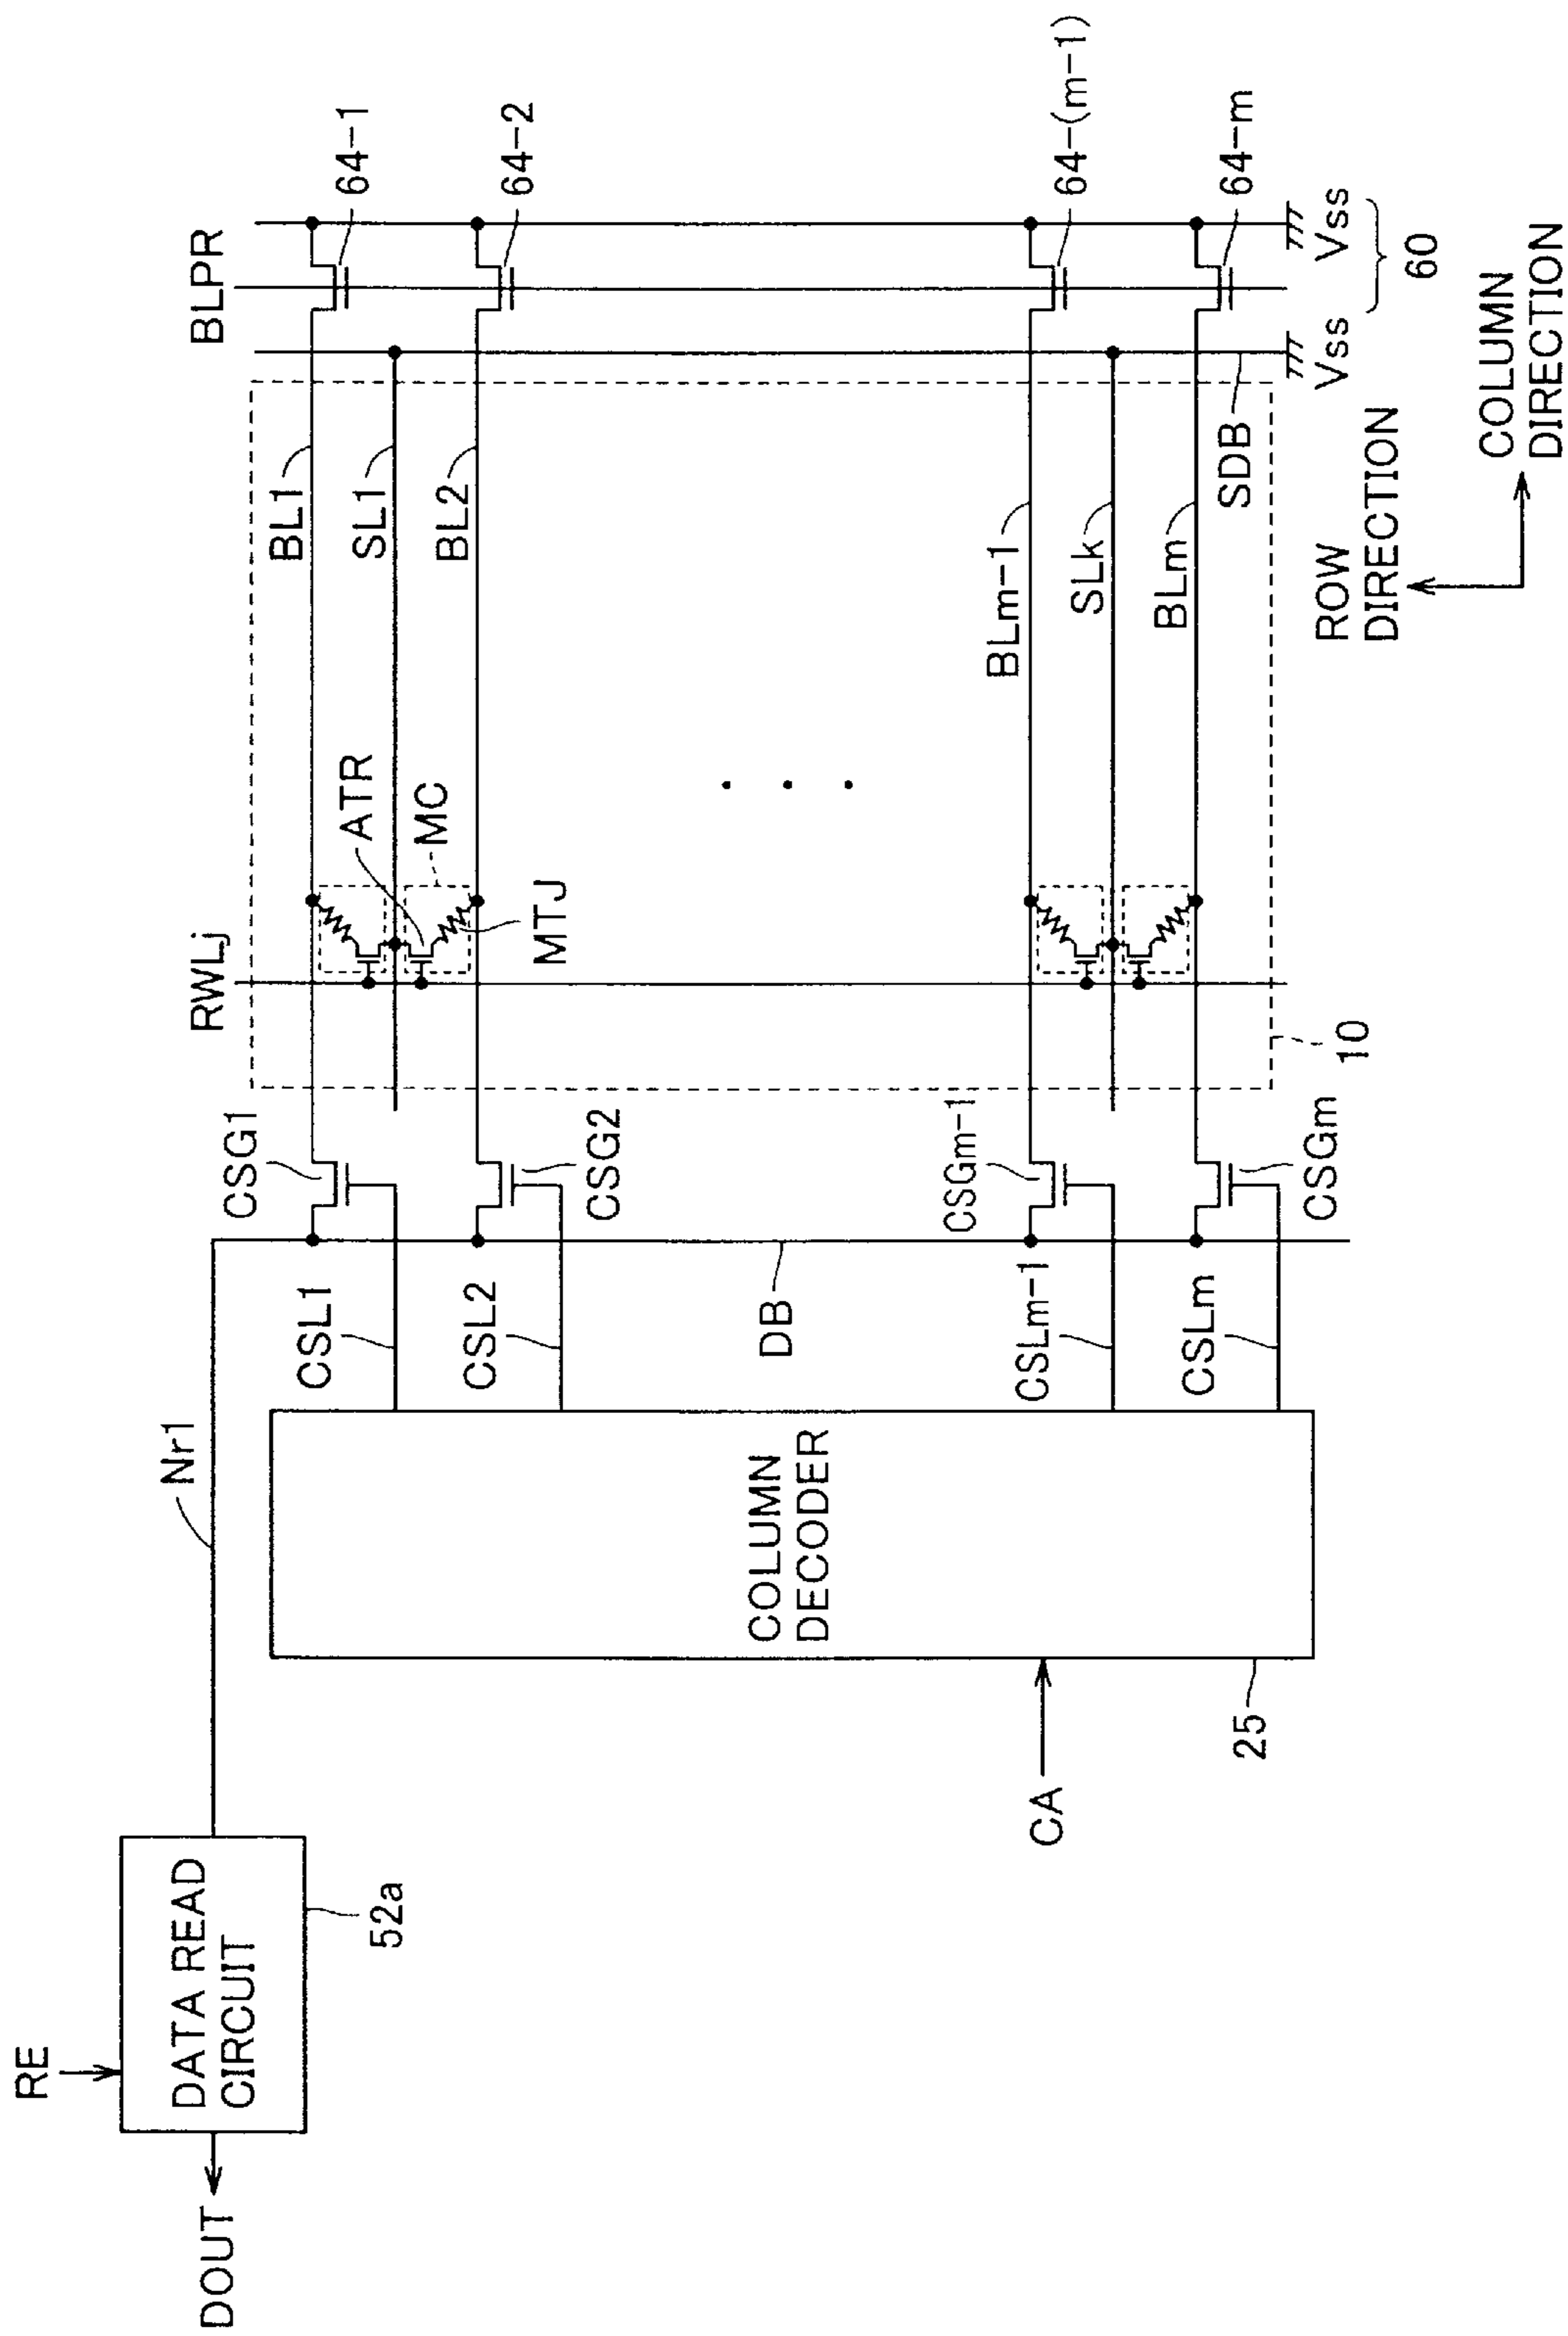 RE
DOUT
DATA READ
CIRCUIT
52a
Nr1
CA
COLUMN
DECODER
25
CSL1
CSL2
CSLm-1
CSLm
DB
CSG1
CSG2
CSGm-1
CSGm
RWLj
ATR
MC
MTJ
10
BL1
SL1
BL2
BLm-1
SLk
BLm
SDB
BLPR
64-1
64-2
64-(m-1)
64-m
Vss
Vss
60
ROW
DIRECTION
COLUMN
DIRECTION